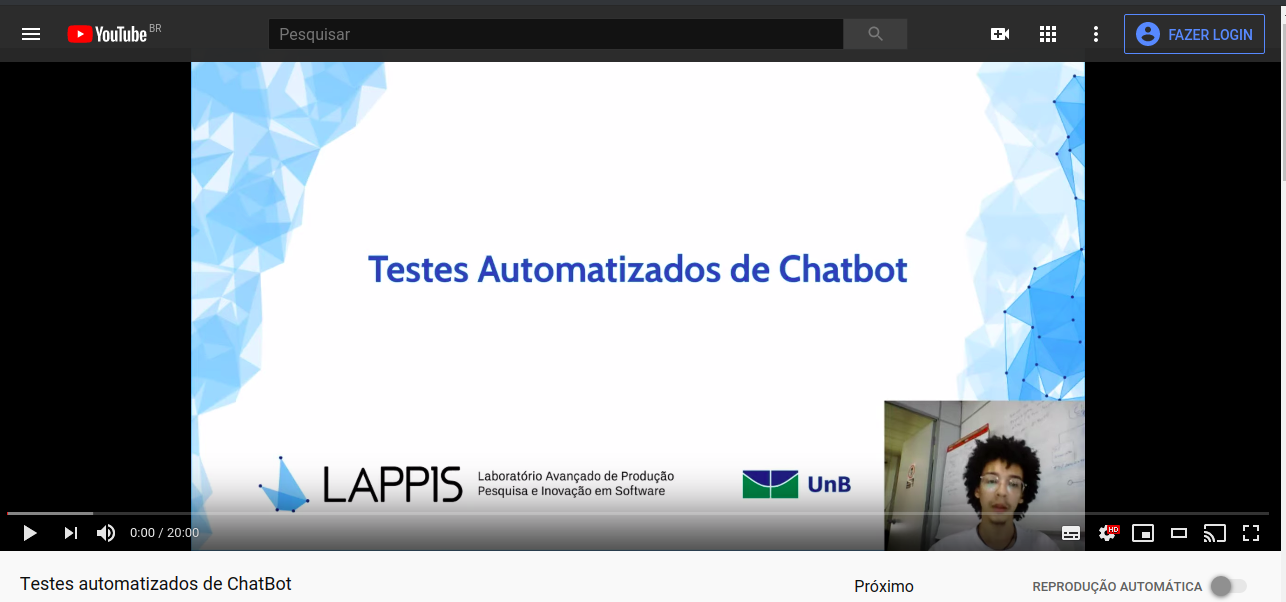 YouTube BR
Pesquisar
FAZER LOGIN
Testes Automatizados de Chatbot
LAPPIS
Laboratório Avançado de Produção
Pesquisa e Inovação em Software
UnB
0:00 / 20:00
HD
Testes automatizados de ChatBot
Próximo
REPRODUÇÃO AUTOMÁTICA